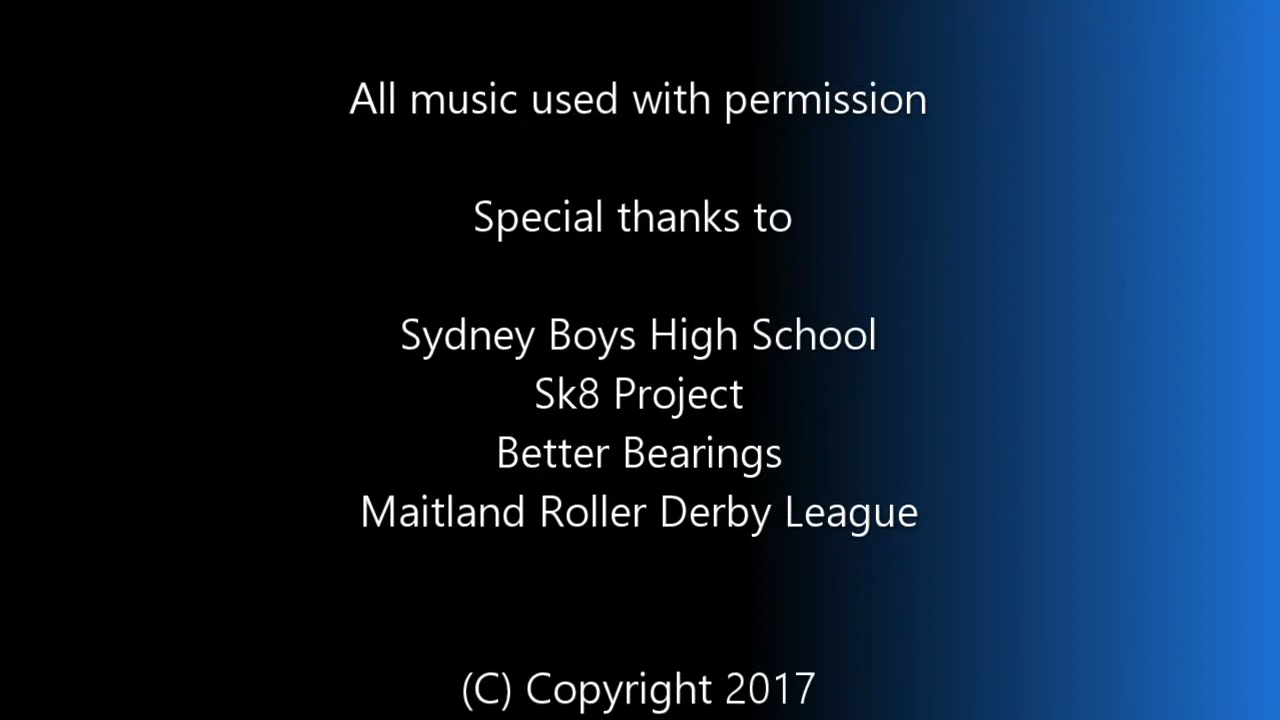 All music used with permission
Special thanks to
Sydney Boys High School
Sk8 Project
Better Bearings
Maitland Roller Derby League
(C) Copyright 2017